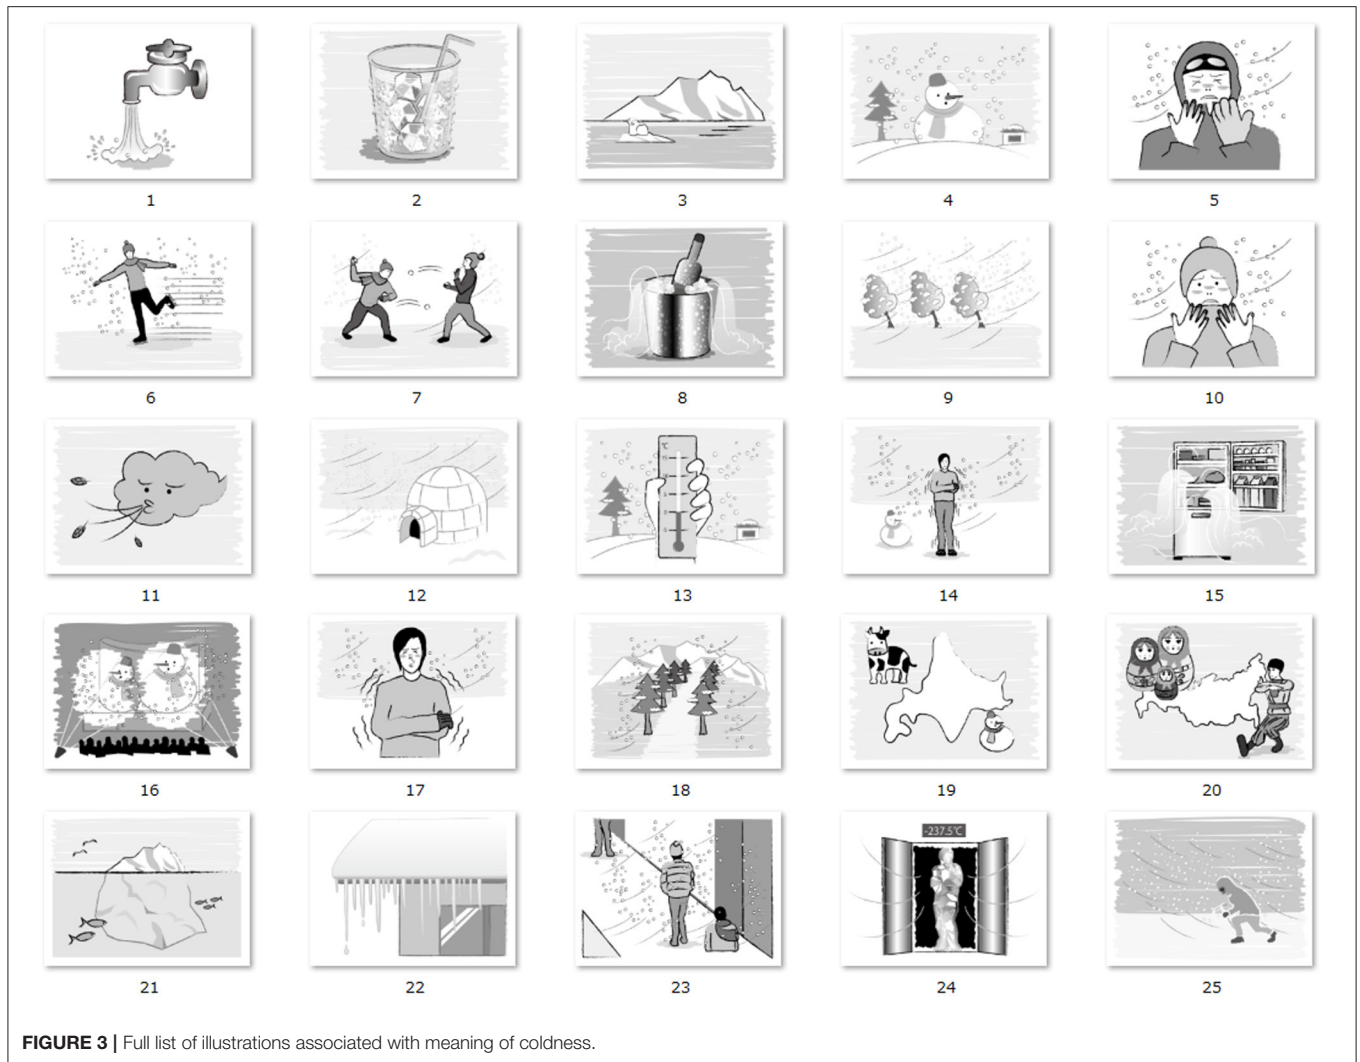 1 2 3 4 5
6 7 8 9 10
11 12 13 14 15
16 17 18 19 20
-237.5℃
21 22 23 24 25
FIGURE 3 | Full list of illustrations associated with meaning of coldness.